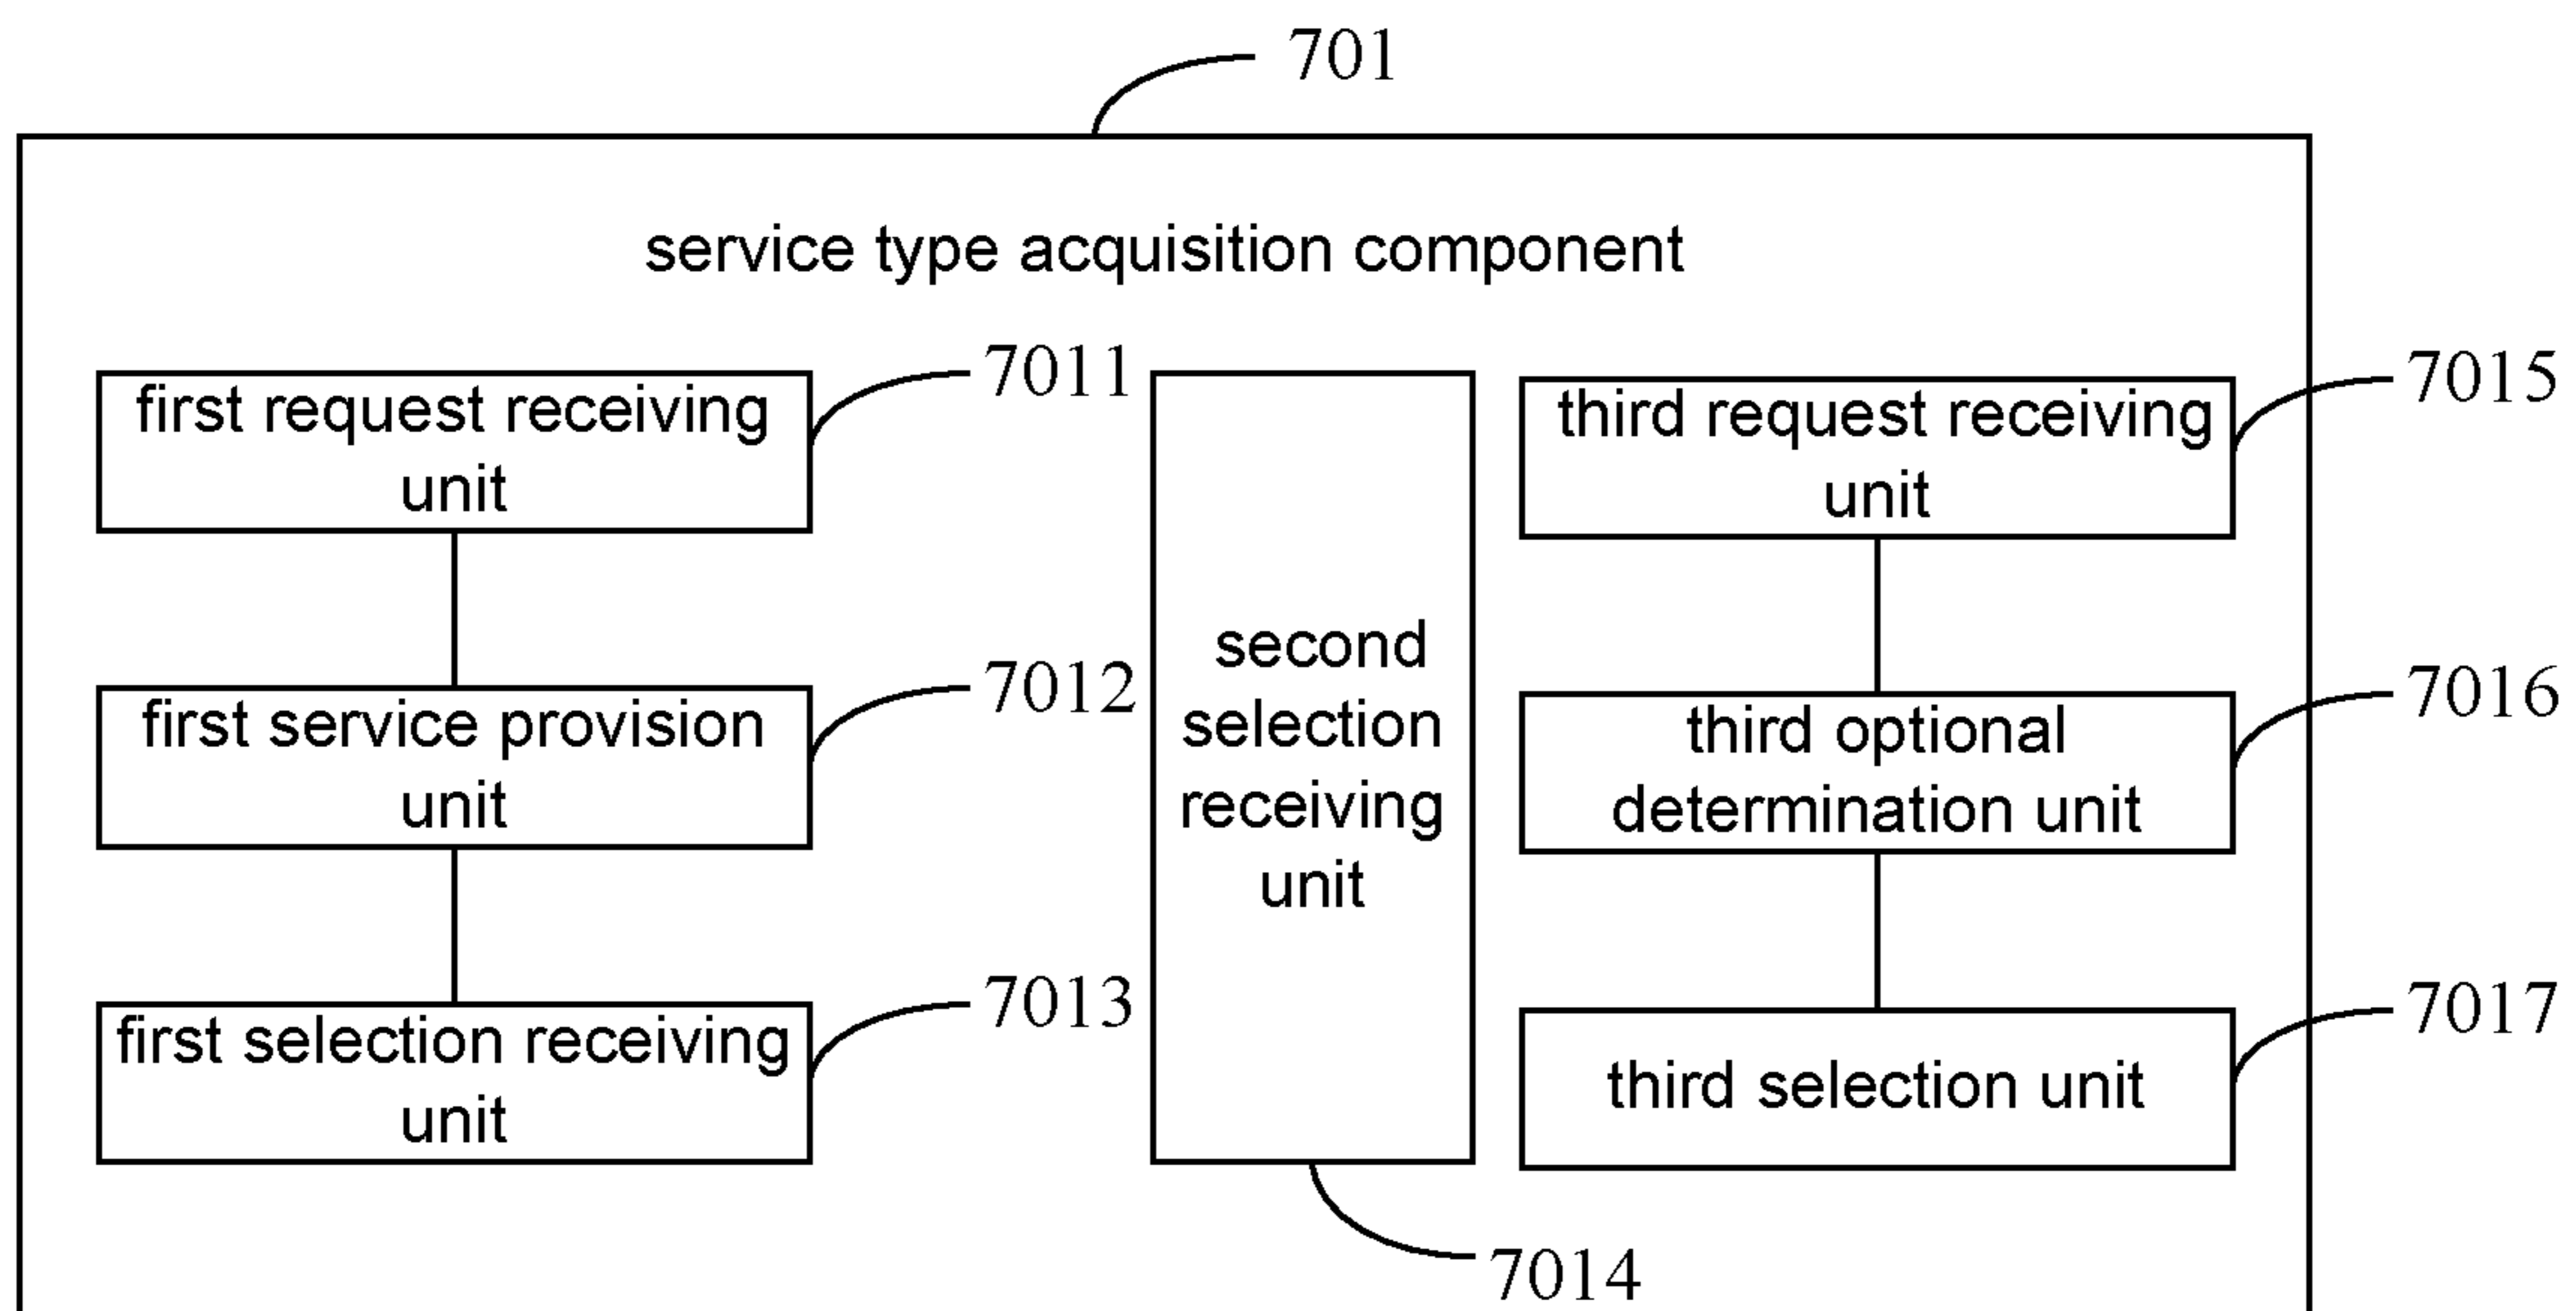 701
service type acquisition component
first request receiving
unit
7011
first service provision
unit
7012
first selection receiving
unit
7013
second
selection
receiving
unit
7014
third request receiving
unit
7015
third optional
determination unit
7016
third selection unit
7017